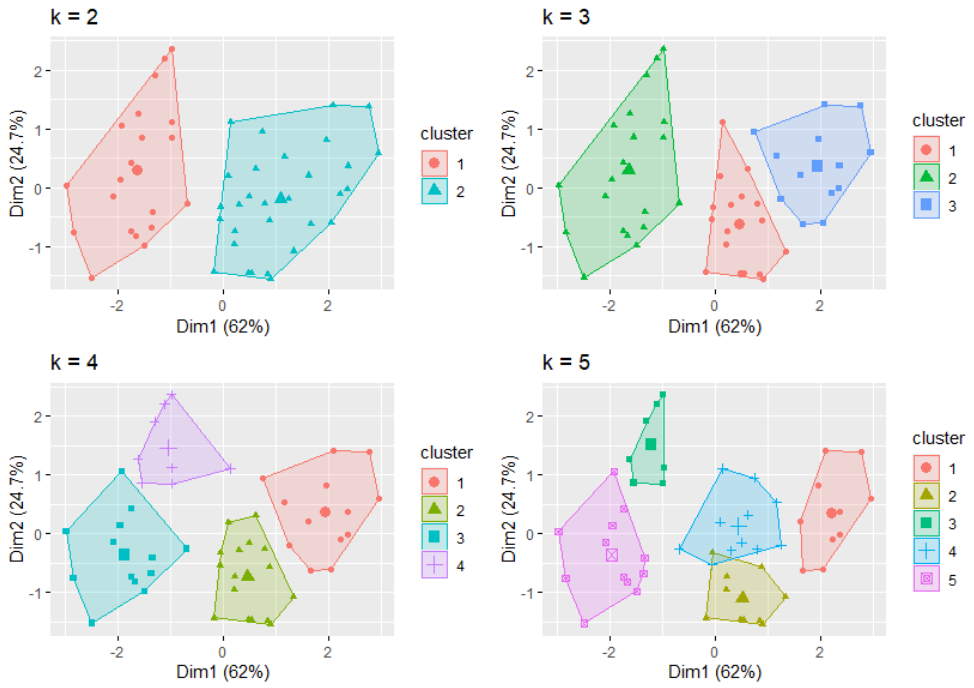 k = 2
2
1
0
-1
Dim2 (24.7%)
-2
0
2
Dim1 (62%)
cluster
1
2
k = 3
2
1
0
-1
Dim2 (24.7%)
-2
0
2
Dim1 (62%)
cluster
1
2
3
k = 4
2
1
0
-1
Dim2 (24.7%)
-2
0
2
Dim1 (62%)
cluster
1
2
3
4
k = 5
2
1
0
-1
Dim2 (24.7%)
-2
0
2
Dim1 (62%)
cluster
1
2
3
4
5